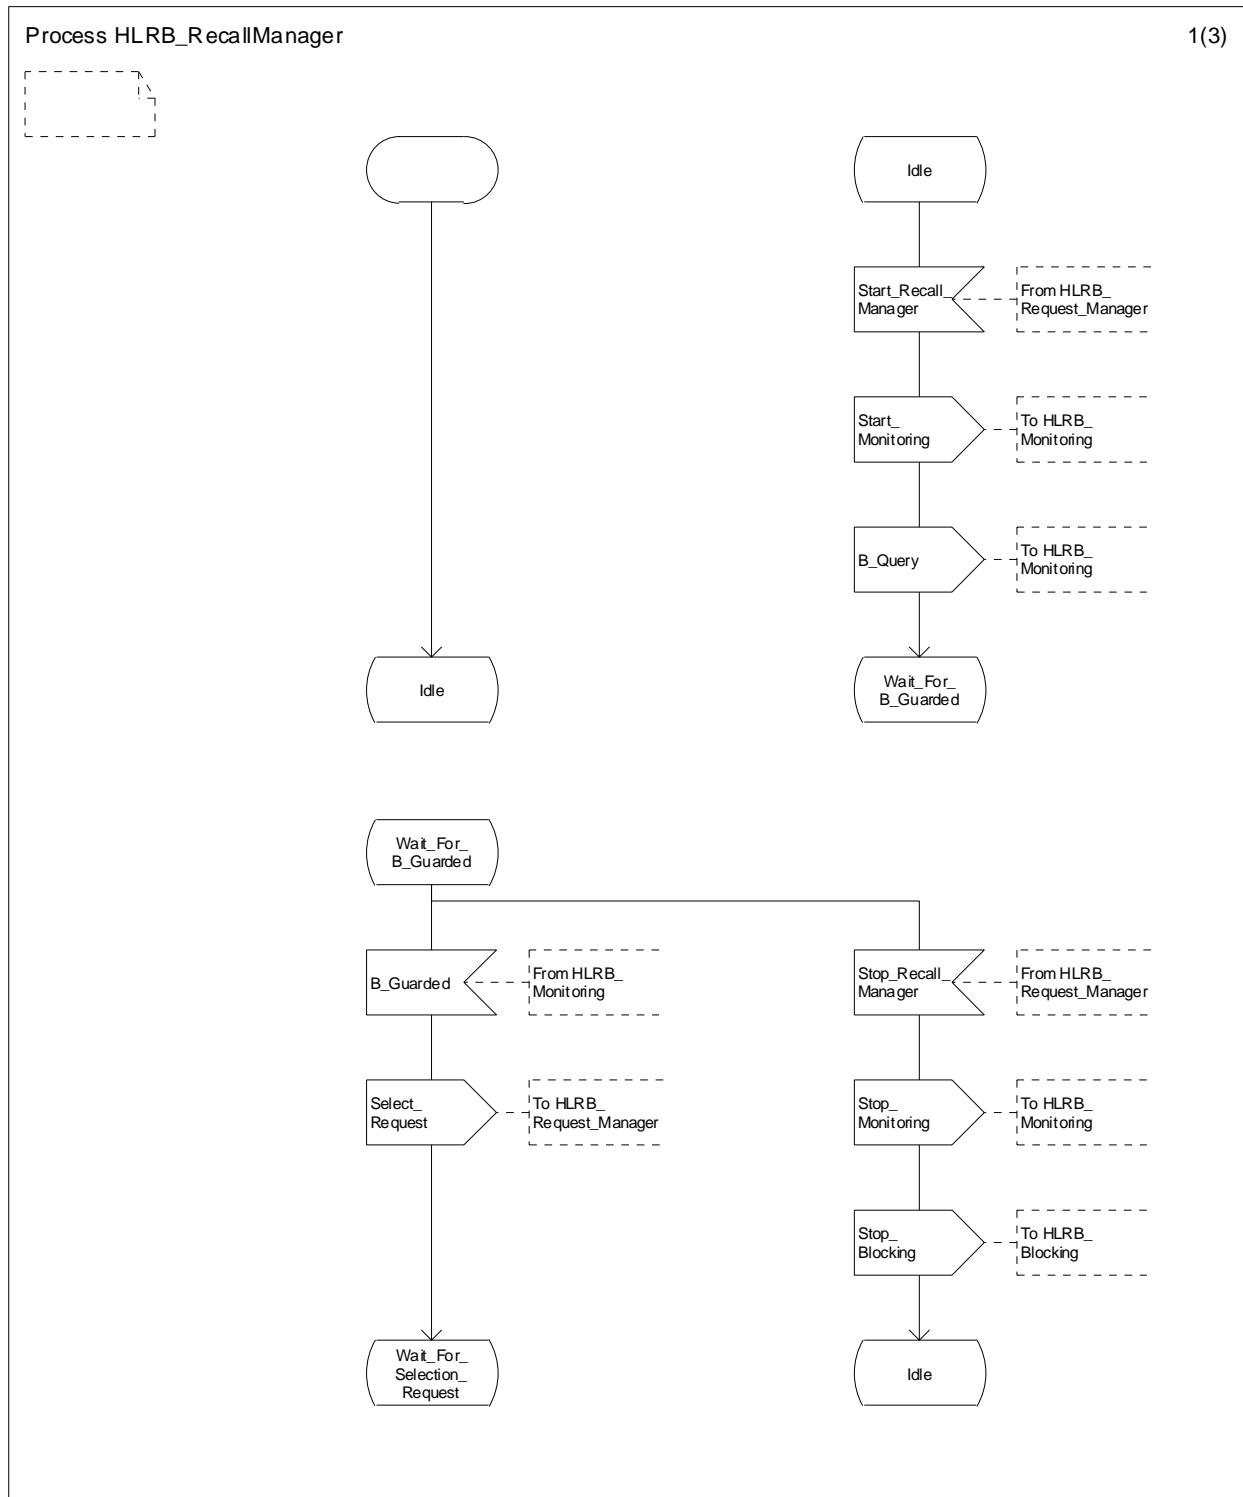 Process HLRB_RecallManager
1(3)
Idle
Start_Recall_
Manager
From HLRB_
Request_Manager
Start_
Monitoring
To HLRB_
Monitoring
B_Query
To HLRB_
Monitoring
Idle
Wait_For_
B_Guarded
Wait_For_
B_Guarded
B_Guarded
From HLRB_
Monitoring
Stop_Recall_
Manager
From HLRB_
Request_Manager
Select_
Request
To HLRB_
Request_Manager
Stop_
Monitoring
To HLRB_
Monitoring
Stop_
Blocking
To HLRB_
Blocking
Wait_For_
Selection_
Request
Idle